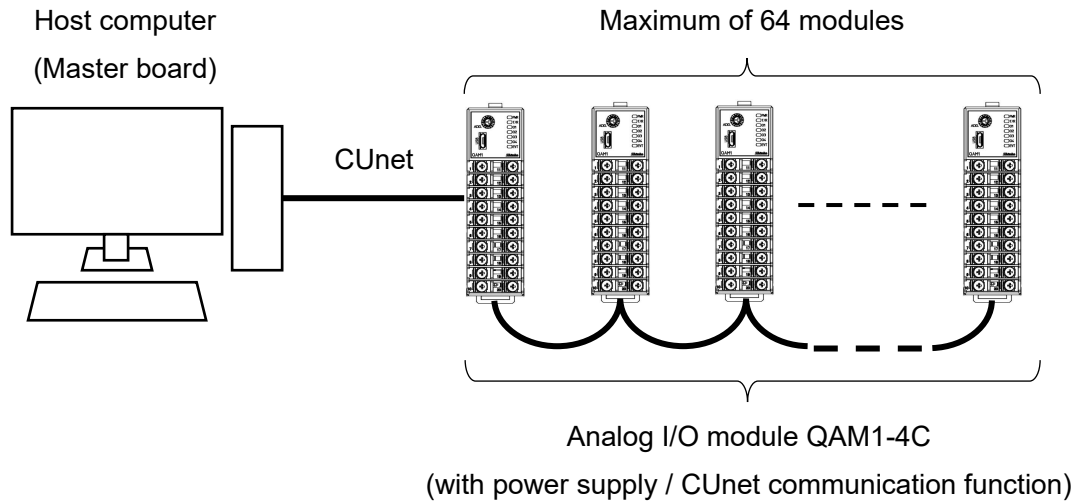 Host computer
(Master board)
Maximum of 64 modules
CUnet
Analog I/O module QAM1-4C
(with power supply / CUnet communication function)